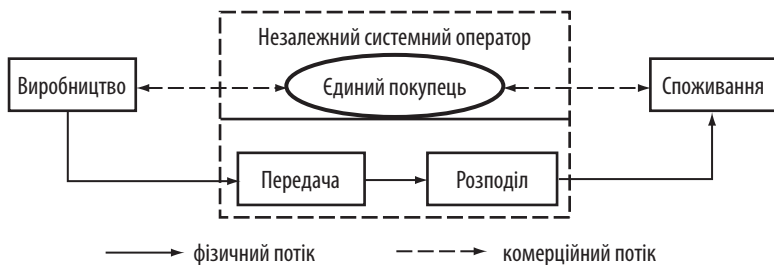 Незалежний системний оператор
Виробництво
Єдиний покупець
Споживання
Передача
Розподіл
фізичний потік
комерційний потік